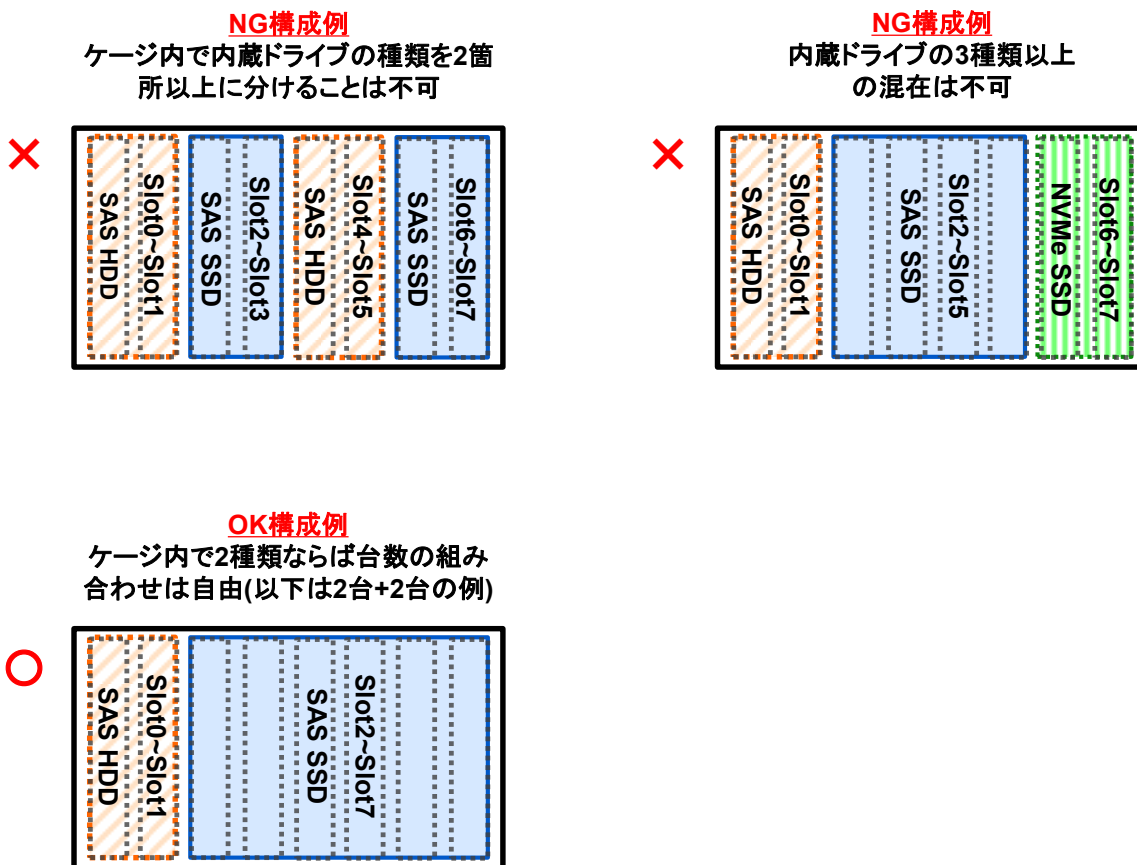 NG構成例
ケージ内で内蔵ドライブの種類を2箇
所以上に分けることは不可
×
Slot0~Slot1
SAS HDD
Slot2~Slot3
SAS SSD
Slot4~Slot5
SAS HDD
Slot6~Slot7
SAS SSD
NG構成例
内蔵ドライブの3種類以上
の混在は不可
×
Slot0~Slot1
SAS HDD
Slot2~Slot5
SAS SSD
Slot6~Slot7
NVMe SSD
OK構成例
ケージ内で2種類ならば台数の組み
合わせは自由(以下は2台+2台の例)
○
Slot0~Slot1
SAS HDD
Slot2~Slot7
SAS SSD